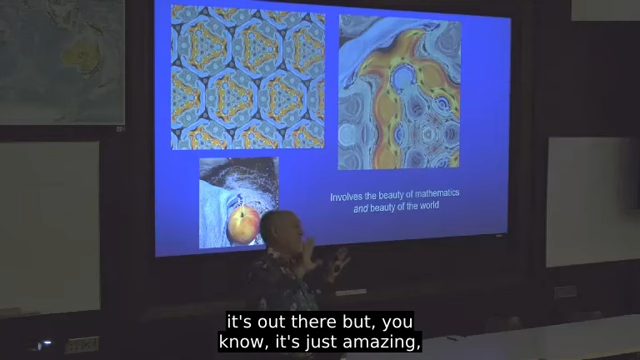 Involves the beauty of mathematics
and beauty of the world
it's out there but, you
know, it's just amazing,